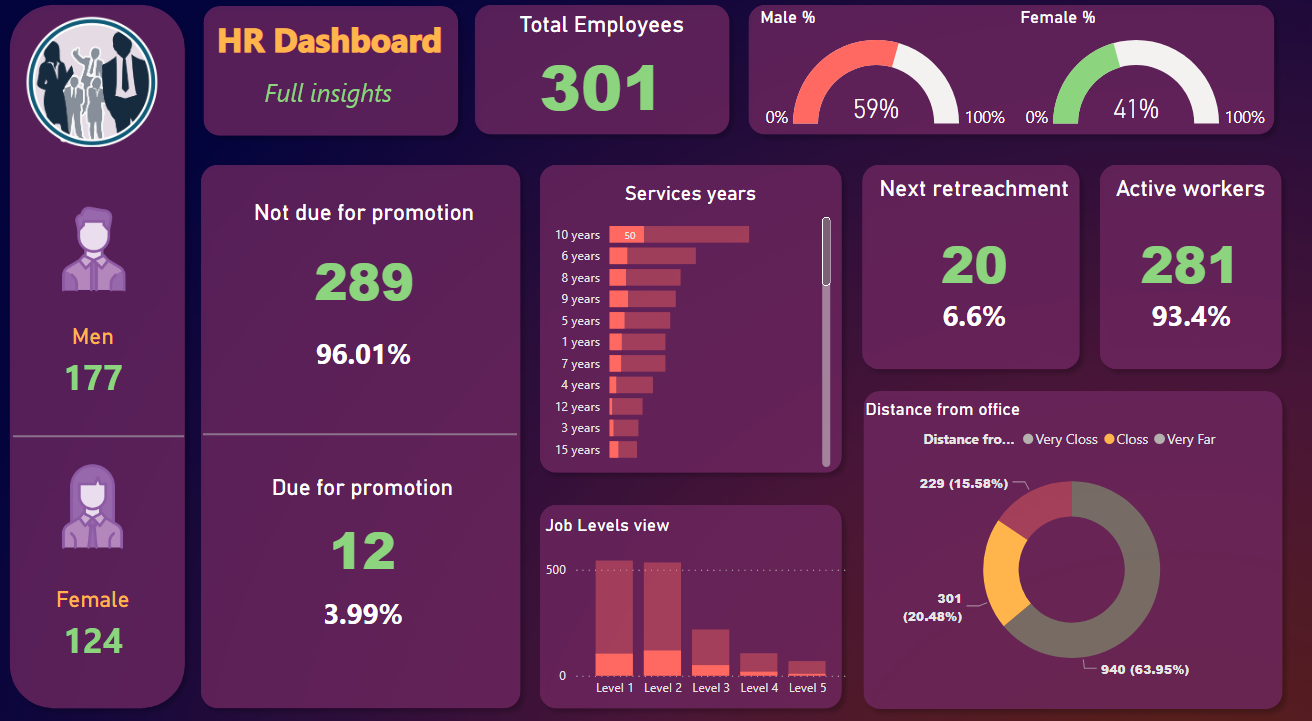 HR Dashboard
Full insights
Total Employees
301
Male %
0%
59%
100%
Female %
0%
41%
100%
Men
177
Female
124
Not due for promotion
289
96.01%
Due for promotion
12
3.99%
Services years
10 years
50
6 years
8 years
9 years
5 years
1 years
7 years
4 years
12 years
3 years
15 years
Next retreachment
20
6.6%
Active workers
281
93.4%
Job Levels view
500
0
Level 1 Level 2 Level 3 Level 4 Level 5
Distance from office
Distance fro... Very Closs Closs Very Far
229 (15.58%)
301
(20.48%)
940 (63.95%)